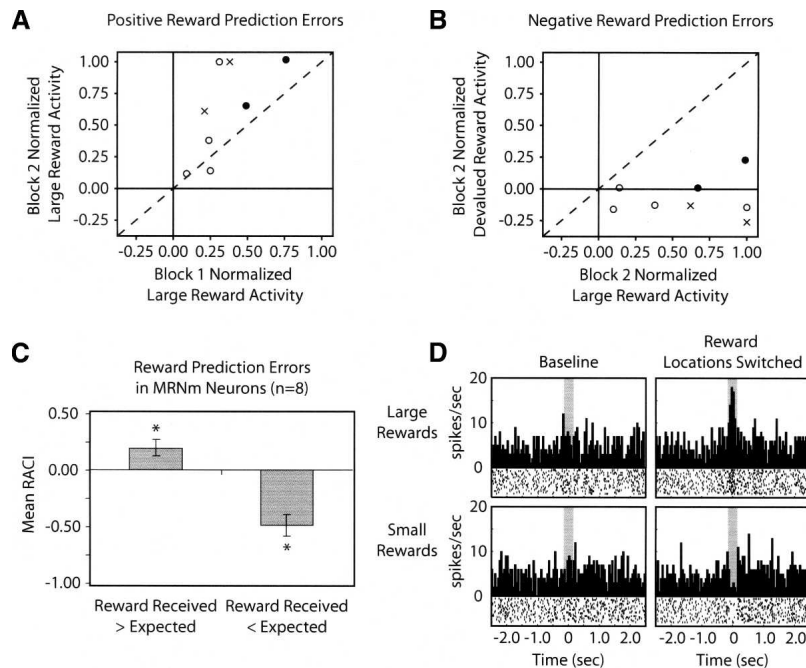 A
Positive Reward Prediction Errors
Block 2 Normalized
Large Reward Activity
1.00
0.75
0.50
0.25
0.00
-0.25
-0.25 0.00 0.25 0.50 0.75 1.00
Block 1 Normalized
Large Reward Activity
B
Negative Reward Prediction Errors
Block 2 Normalized
Devalued Reward Activity
1.00
0.75
0.50
0.25
0.00
-0.25
-0.25 0.00 0.25 0.50 0.75 1.00
Block 2 Normalized
Large Reward Activity
C
Reward Prediction Errors
in MRNm Neurons (n=8)
Mean RACI
0.50
0.00
-0.50
-1.00
*
*
Reward Received
> Expected
Reward Received
< Expected
D
Baseline
Reward
Locations Switched
Large
Rewards
spikes/sec
20
10
0
Small
Rewards
spikes/sec
20
10
0
-2.0 -1.0 0 1.0 2.0
Time (sec)
-2.0 -1.0 0 1.0 2.0
Time (sec)